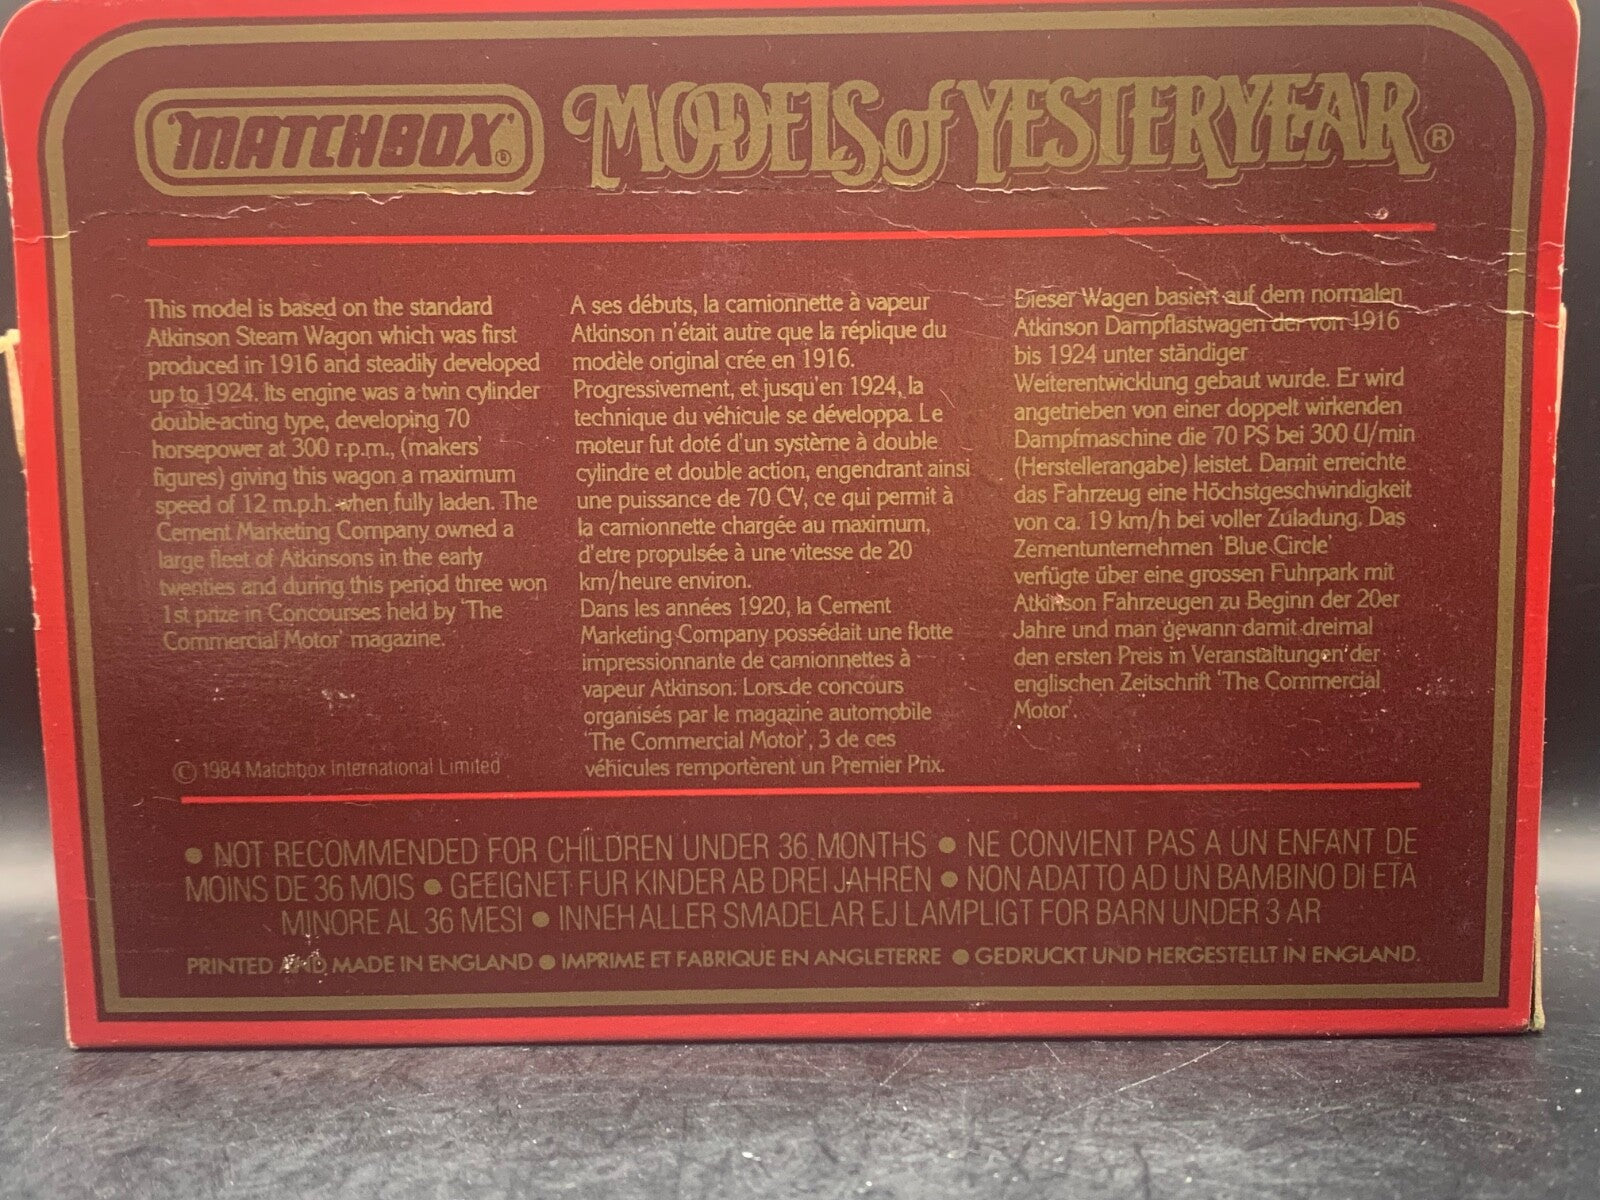 MATCHBOX®
MODELS of YESTERYEAR®
This model is based on the standard
Atkinson Steam Wagon which was first
produced in 1916 and steadily developed
up to 1924. Its engine was a twin cylinder
double-acting type, developing 70
horsepower at 300 r.p.m., (makers'
figures) giving this wagon a maximum
speed of 12 m.p.h. when fully laden. The
Cement Marketing Company owned a
large fleet of Atkinsons in the early
twenties and during this period three won
1st prize in Concourses held by 'The
Commercial Motor' magazine.
© 1984 Matchbox International Limited
A ses débuts, la camionnette à vapeur
Atkinson n'était autre que la réplique du
modèle original crée en 1916.
Progressivement, et jusqu'en 1924, la
technique du véhicule se développa. Le
moteur fut doté d'un système à double
cylindre et double action, engendrant ainsi
une puissance de 70 CV, ce qui permit à
la camionnette chargée au maximum,
d'etre propulsée à une vitesse de 20
km/heure environ.
Dans les années 1920, la Cement
Marketing Company possédait une flotte
impressionnante de camionnettes à
vapeur Atkinson. Lors de concours
organisés par le magazine automobile
'The Commercial Motor', 3 de ces
véhicules remportèrent un Premier Prix.
Dieser Wagen basiert auf dem normalen
Atkinson Dampflastwagen der von 1916
bis 1924 unter ständiger
Weiterentwicklung gebaut wurde. Er wird
angetrieben von einer doppelt wirkenden
Dampfmaschine die 70 PS bei 300 U/min
(Herstellerangabe) leistet. Damit erreichte
das Fahrzeug eine Höchstgeschwindigkeit
von ca. 19 km/h bei voller Zuladung. Das
Zementunternehmen 'Blue Circle'
verfügte über eine grossen Fuhrpark mit
Atkinson Fahrzeugen zu Beginn der 20er
Jahre und man gewann damit dreimal
den ersten Preis in Veranstaltungen der
englischen Zeitschrift 'The Commercial
Motor'.
● NOT RECOMMENDED FOR CHILDREN UNDER 36 MONTHS ● NE CONVIENT PAS A UN ENFANT DE
MOINS DE 36 MOIS ● GEEIGNET FUR KINDER AB DREI JAHREN ● NON ADATTO AD UN BAMBINO DI ETA
MINORE AL 36 MESI ● INNEHALLER SMADELAR EJ LAMPLIGT FOR BARN UNDER 3 AR
PRINTED AND MADE IN ENGLAND ● IMPRIME ET FABRIQUE EN ANGLETERRE ● GEDRUCKT UND HERGESTELLT IN ENGLAND.